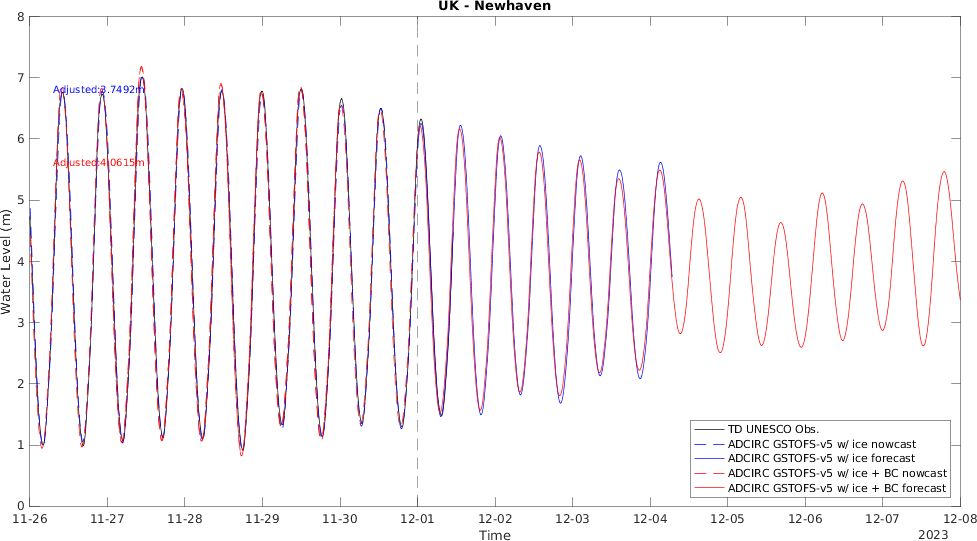 UK - Newhaven
8
7
6
5
4
3
2
1
0
Water Level (m)
Adjusted:3.7492m
Adjusted:4.0615m
TD UNESCO Obs.
ADCIRC GSTOFS-v5 w/ ice nowcast
ADCIRC GSTOFS-v5 w/ ice forecast
ADCIRC GSTOFS-v5 w/ ice + BC nowcast
ADCIRC GSTOFS-v5 w/ ice + BC forecast
11-26 11-27 11-28 11-29 11-30 12-01 12-02 12-03 12-04 12-05 12-06 12-07 12-08
Time
2023